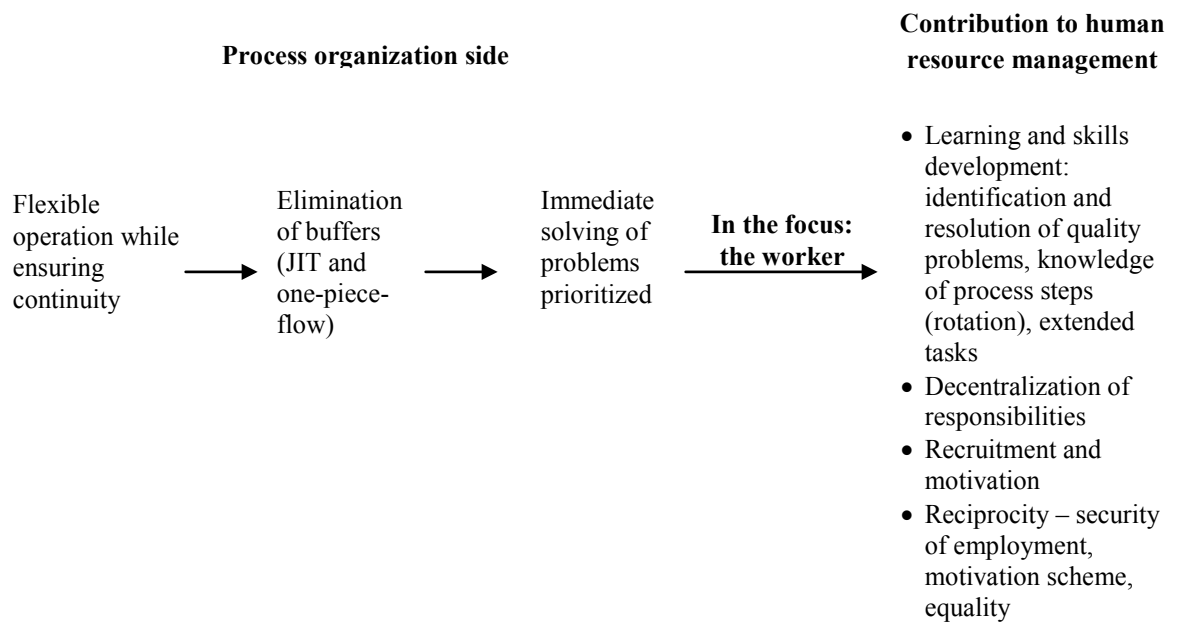 Process organization side
Contribution to human
resource management
Flexible
operation while
ensuring
continuity
Elimination
of buffers
(JIT and
one-piece-
flow)
Immediate
solving of
problems
prioritized
In the focus:
the worker
• Learning and skills
development:
identification and
resolution of quality
problems, knowledge
of process steps
(rotation), extended
tasks
• Decentralization of
responsibilities
• Recruitment and
motivation
• Reciprocity – security
of employment,
motivation scheme,
equality